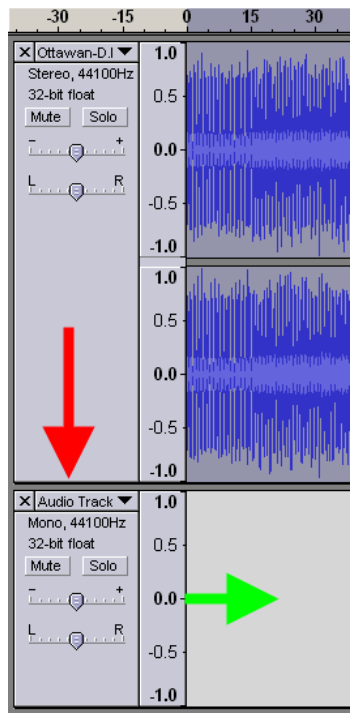 -30 -15 0 15 30
Ottawan-D.I
Stereo, 44100Hz
32-bit float
Mute Solo
- +
L R
1.0
0.5
0.0
-0.5
-1.0
1.0
0.5
0.0
-0.5
-1.0
Audio Track
Mono, 44100Hz
32-bit float
Mute Solo
- +
L R
1.0
0.5
0.0
-0.5
-1.0